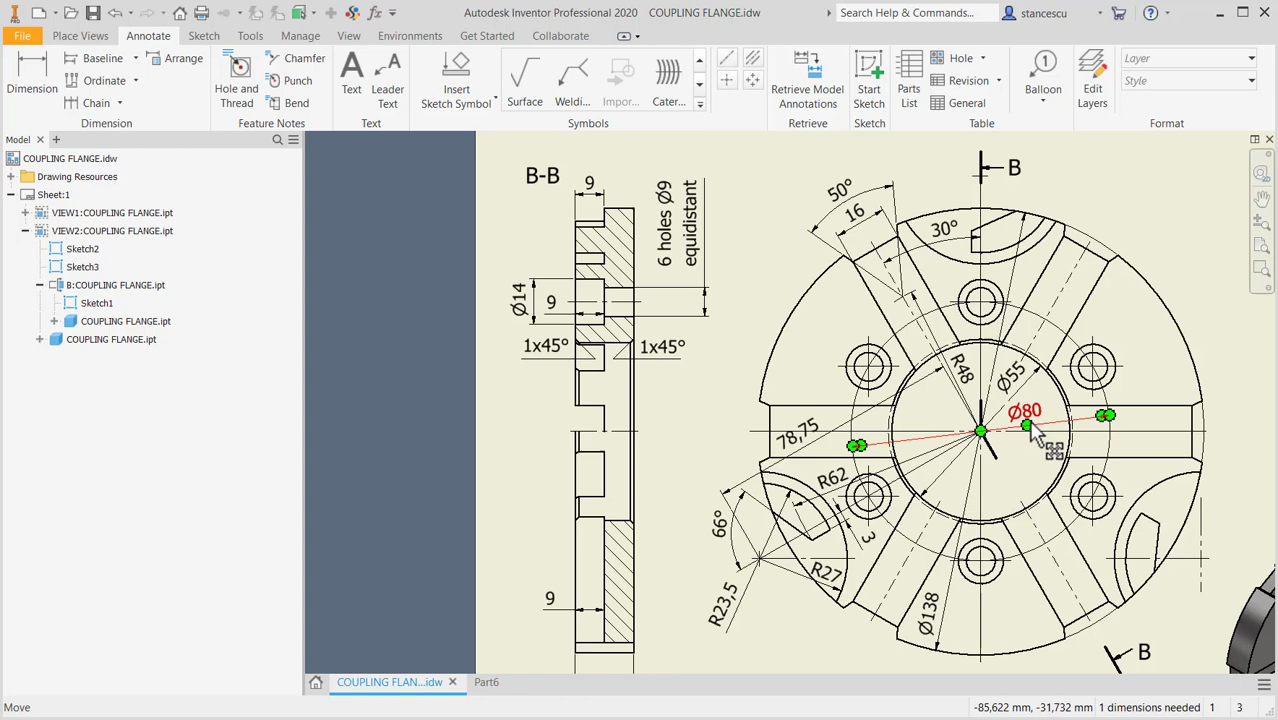 Autodesk Inventor Professional 2020 COUPLING FLANGE.idw
Search Help & Commands...
stancescu
File Place Views Annotate Sketch Tools Manage View Environments Get Started Collaborate
Dimension
Baseline
Ordinate
Chain
Arrange
Dimension
Hole and Thread
Chamfer
Punch
Bend
Feature Notes
Text
Leader Text
Text
Insert Sketch Symbol
Surface
Weldi...
Impor...
Cater...
Symbols
Retrieve Model Annotations
Retrieve
Start Sketch
Sketch
Parts List
Hole
Revision
General
Table
Balloon
Edit Layers
Layer
Style
Format
Model
COUPLING FLANGE.idw
Drawing Resources
Sheet:1
VIEW1:COUPLING FLANGE.ipt
VIEW2:COUPLING FLANGE.ipt
Sketch2
Sketch3
B:COUPLING FLANGE.ipt
Sketch1
COUPLING FLANGE.ipt
COUPLING FLANGE.ipt
B-B
9
6 holes Ø9
equidistant
Ø14
9
1x45°
1x45°
9
B
50°
16
30°
R48
Ø55
Ø80
78,75
R62
66°
3
R27
R23,5
Ø138
B
COUPLING FLAN...idw
Part6
Move
-85,622 mm, -31,732 mm
1 dimensions needed
1
3